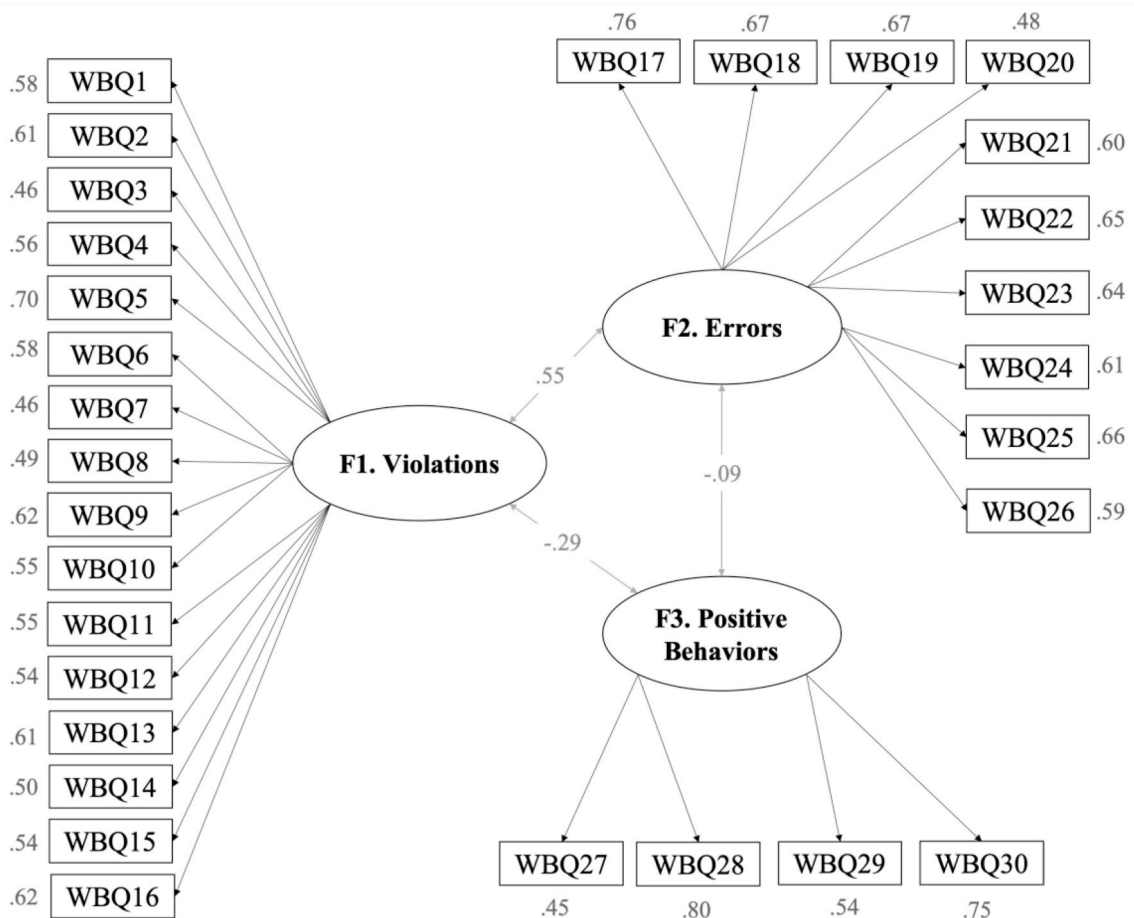 .76 .67 .67 .48
WBQ17 WBQ18 WBQ19 WBQ20
.58 WBQ1
.61 WBQ2
.46 WBQ3
.56 WBQ4
.70 WBQ5
.58 WBQ6
.46 WBQ7
.49 WBQ8
.62 WBQ9
.55 WBQ10
.55 WBQ11
.54 WBQ12
.61 WBQ13
.50 WBQ14
.54 WBQ15
.62 WBQ16
WBQ21 .60
WBQ22 .65
WBQ23 .64
WBQ24 .61
WBQ25 .66
WBQ26 .59
F2. Errors
.55
F1. Violations
-.09
-.29
F3. Positive
Behaviors
WBQ27 WBQ28 WBQ29 WBQ30
.45 .80 .54 .75